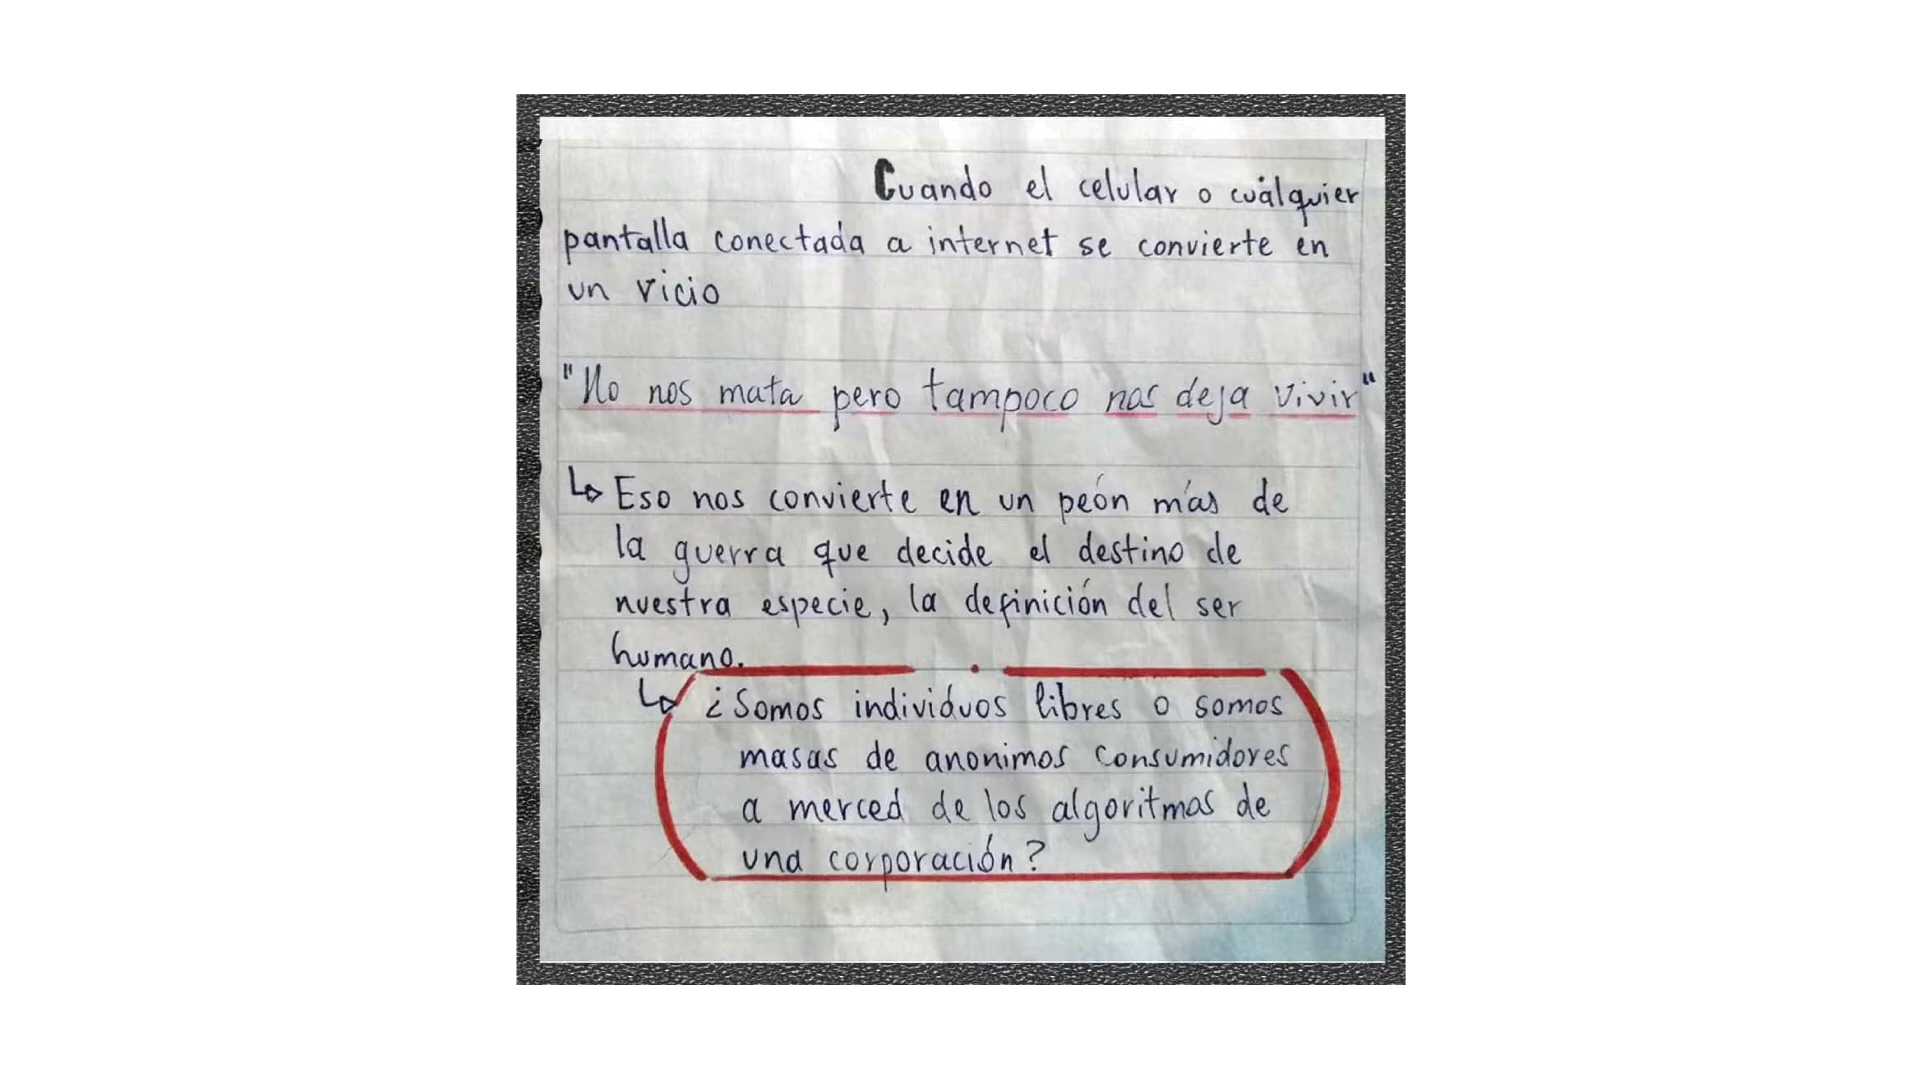 Cuando el celular o cualquier
pantalla conectada a internet se convierte en
un vicio
"No nos mata pero tampoco nos deja vivir"
↳ Eso nos convierte en un peón más de
la guerra que decide el destino de
nuestra especie, la definición del ser
humano.
↳ ¿Somos individuos libres o somos
masas de anonimos consumidores
a merced de los algoritmos de
una corporación?